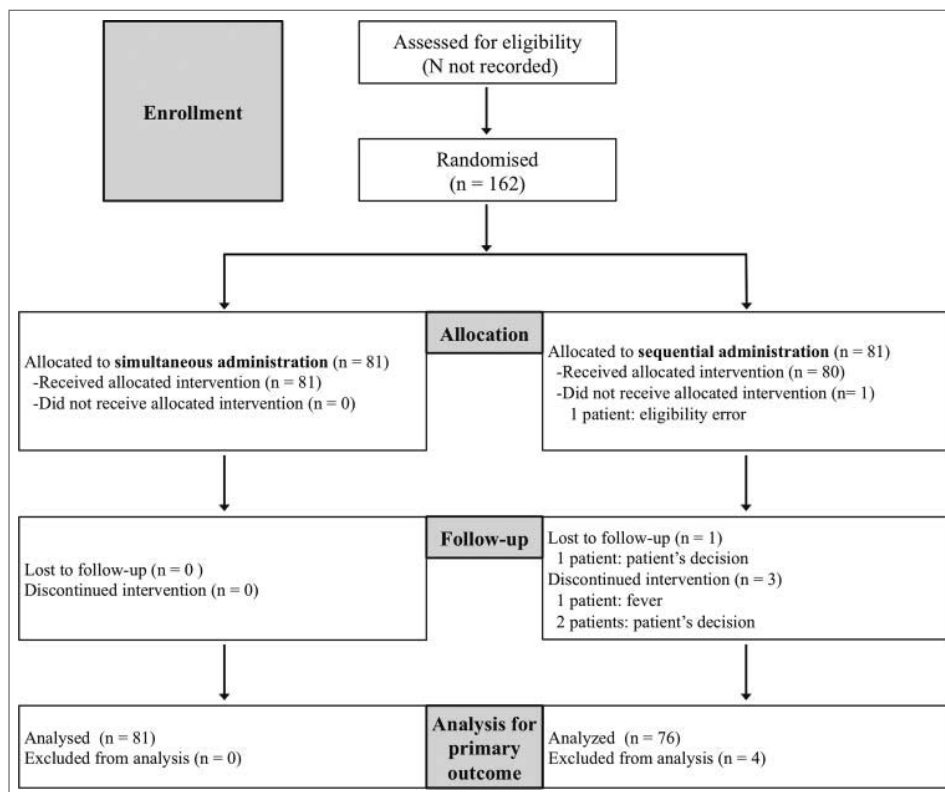 Assessed for eligibility
(N not recorded)
Enrollment
Randomised
(n = 162)
Allocation
Allocated to simultaneous administration (n = 81)
-Received allocated intervention (n = 81)
-Did not receive allocated intervention (n = 0)
Allocated to sequential administration (n = 81)
-Received allocated intervention (n = 80)
-Did not receive allocated intervention (n= 1)
1 patient: eligibility error
Follow-up
Lost to follow-up (n = 0 )
Discontinued intervention (n = 0)
Lost to follow-up (n = 1)
1 patient: patient's decision
Discontinued intervention (n = 3)
1 patient: fever
2 patients: patient's decision
Analysis for
primary
outcome
Analysed (n = 81)
Excluded from analysis (n = 0)
Analyzed (n = 76)
Excluded from analysis (n = 4)